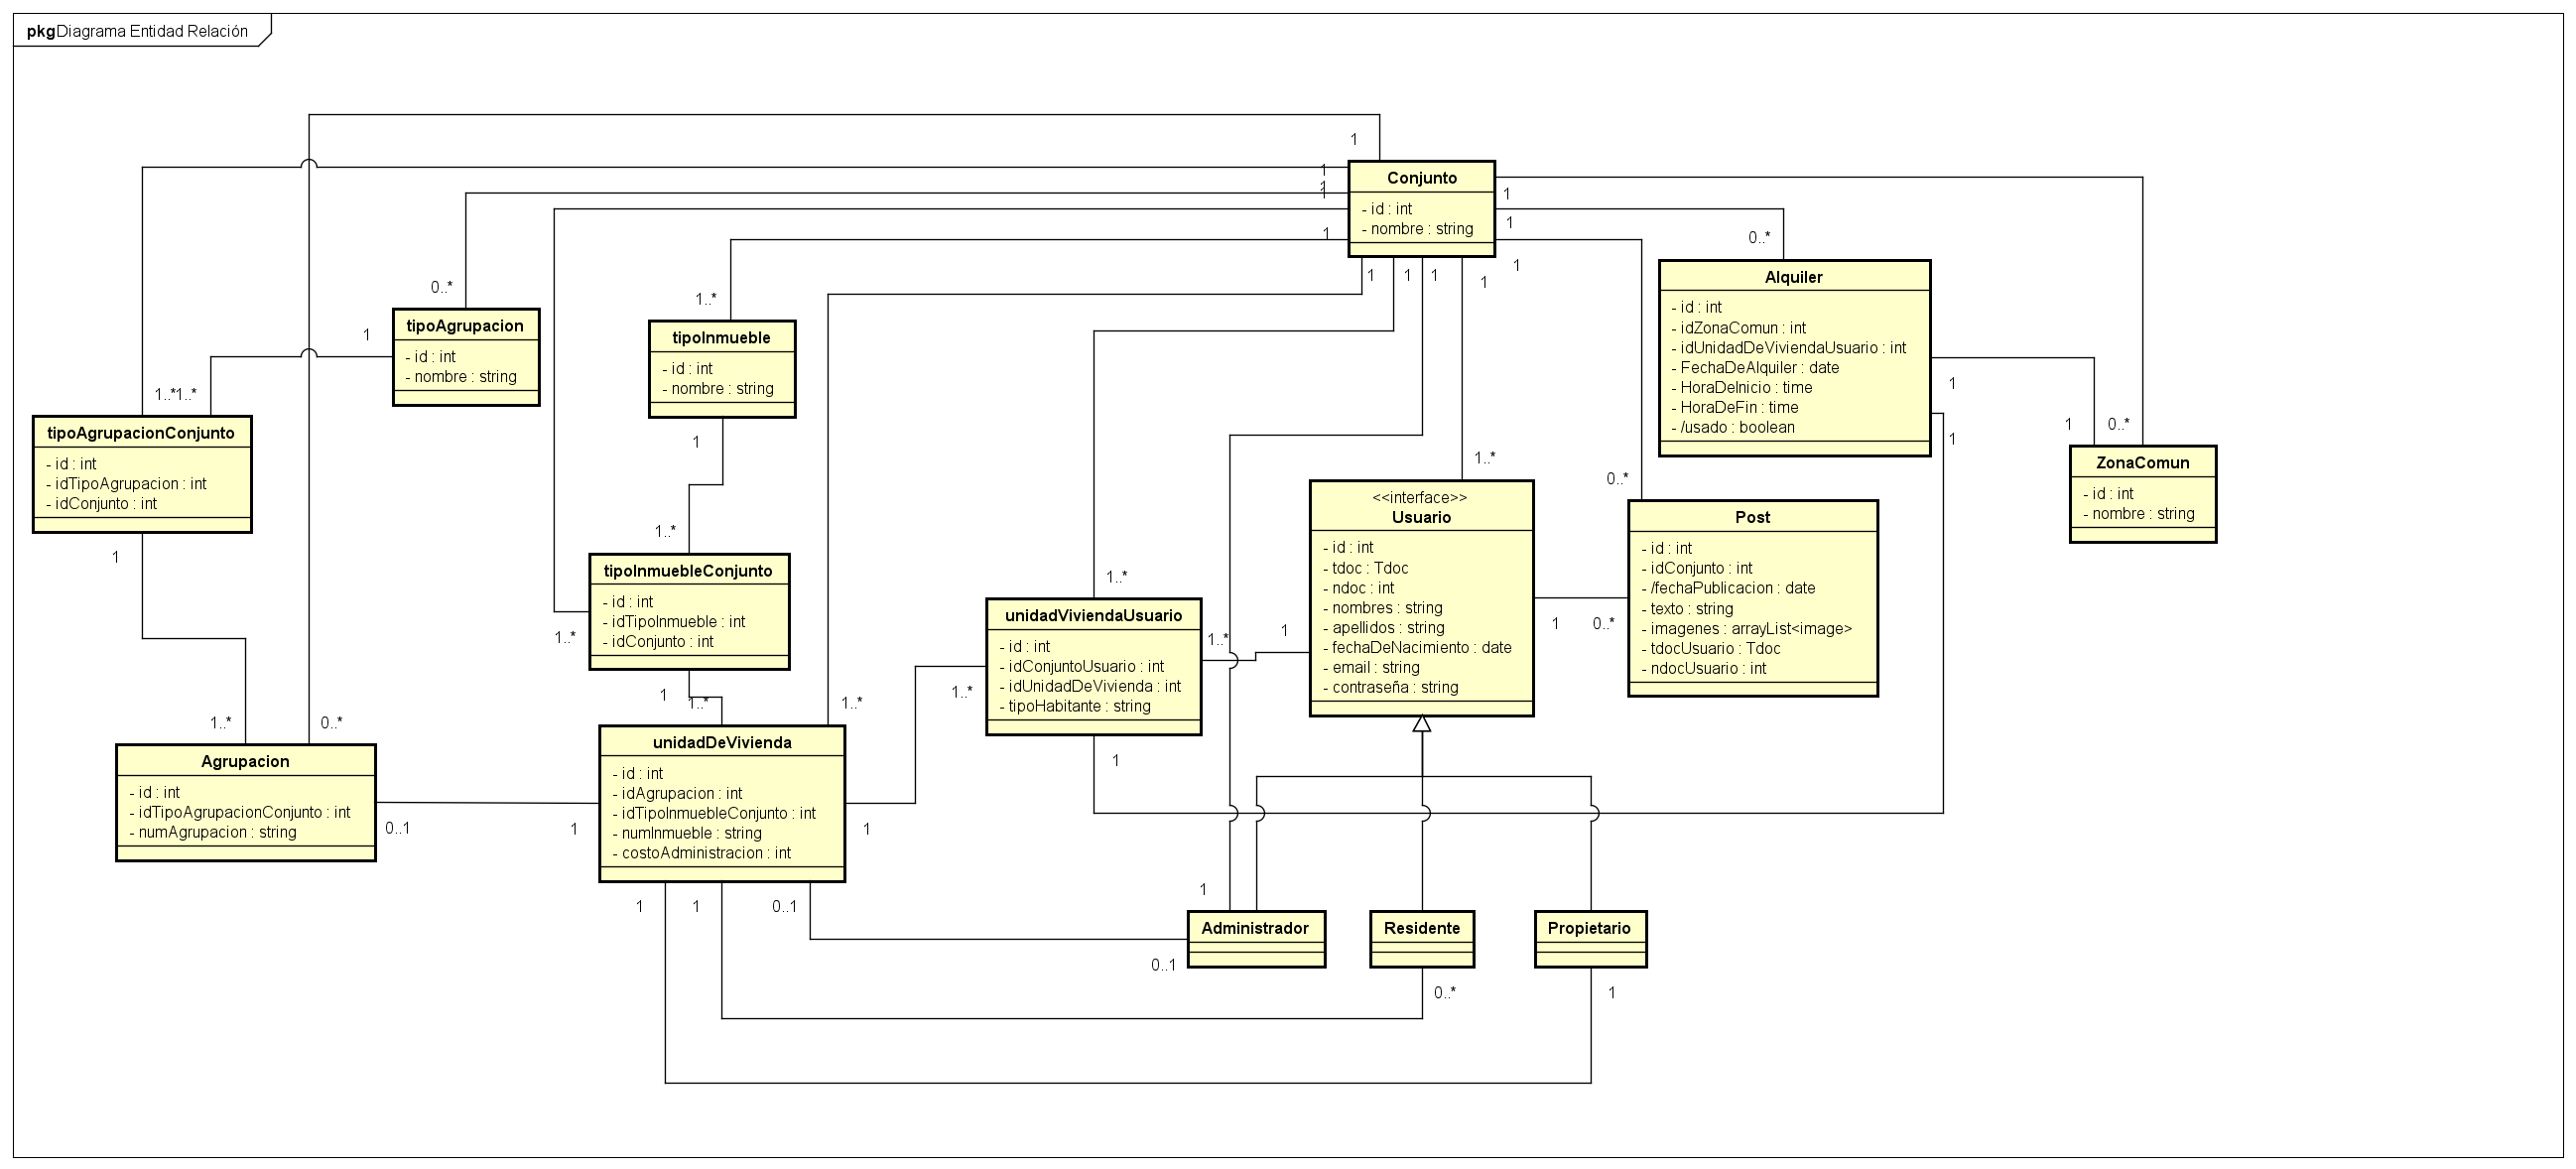 pkg Diagrama Entidad Relación
1
1
1
1
1
Conjunto
- id : int
- nombre : string
1
1
1
1
1
1
1
0..*
Alquiler
- id : int
- idZonaComun : int
- idUnidadDeViviendaUsuario : int
- FechaDeAlquiler : date
- HoraDeInicio : time
- HoraDeFin : time
- /usado : boolean
1
1
1
0..*
ZonaComun
- id : int
- nombre : string
0..*
tipoAgrupacion
- id : int
- nombre : string
1
1..*
tipoInmueble
- id : int
- nombre : string
1
1..*1..*
tipoAgrupacionConjunto
- id : int
- idTipoAgrupacion : int
- idConjunto : int
1
1..*
tipoInmuebleConjunto
- id : int
- idTipoInmueble : int
- idConjunto : int
1..*
1
1..*
1..*
1..*
unidadViviendaUsuario
- id : int
- idConjuntoUsuario : int
- idUnidadDeVivienda : int
- tipoHabitante : string
1..*
1..*
1
1
1..*
<<interface>>
Usuario
- id : int
- tdoc : Tdoc
- ndoc : int
- nombres : string
- apellidos : string
- fechaDeNacimiento : date
- email : string
- contraseña : string
1
0..*
0..*
Post
- id : int
- idConjunto : int
- /fechaPublicacion : date
- texto : string
- imagenes : arrayList<image>
- tdocUsuario : Tdoc
- ndocUsuario : int
1..*
0..*
Agrupacion
- id : int
- idTipoAgrupacionConjunto : int
- numAgrupacion : string
0..1
1
unidadDeVivienda
- id : int
- idAgrupacion : int
- idTipoInmuebleConjunto : int
- numInmueble : string
- costoAdministracion : int
1
1
1
0..1
1
Administrador
0..1
Residente
0..*
Propietario
1